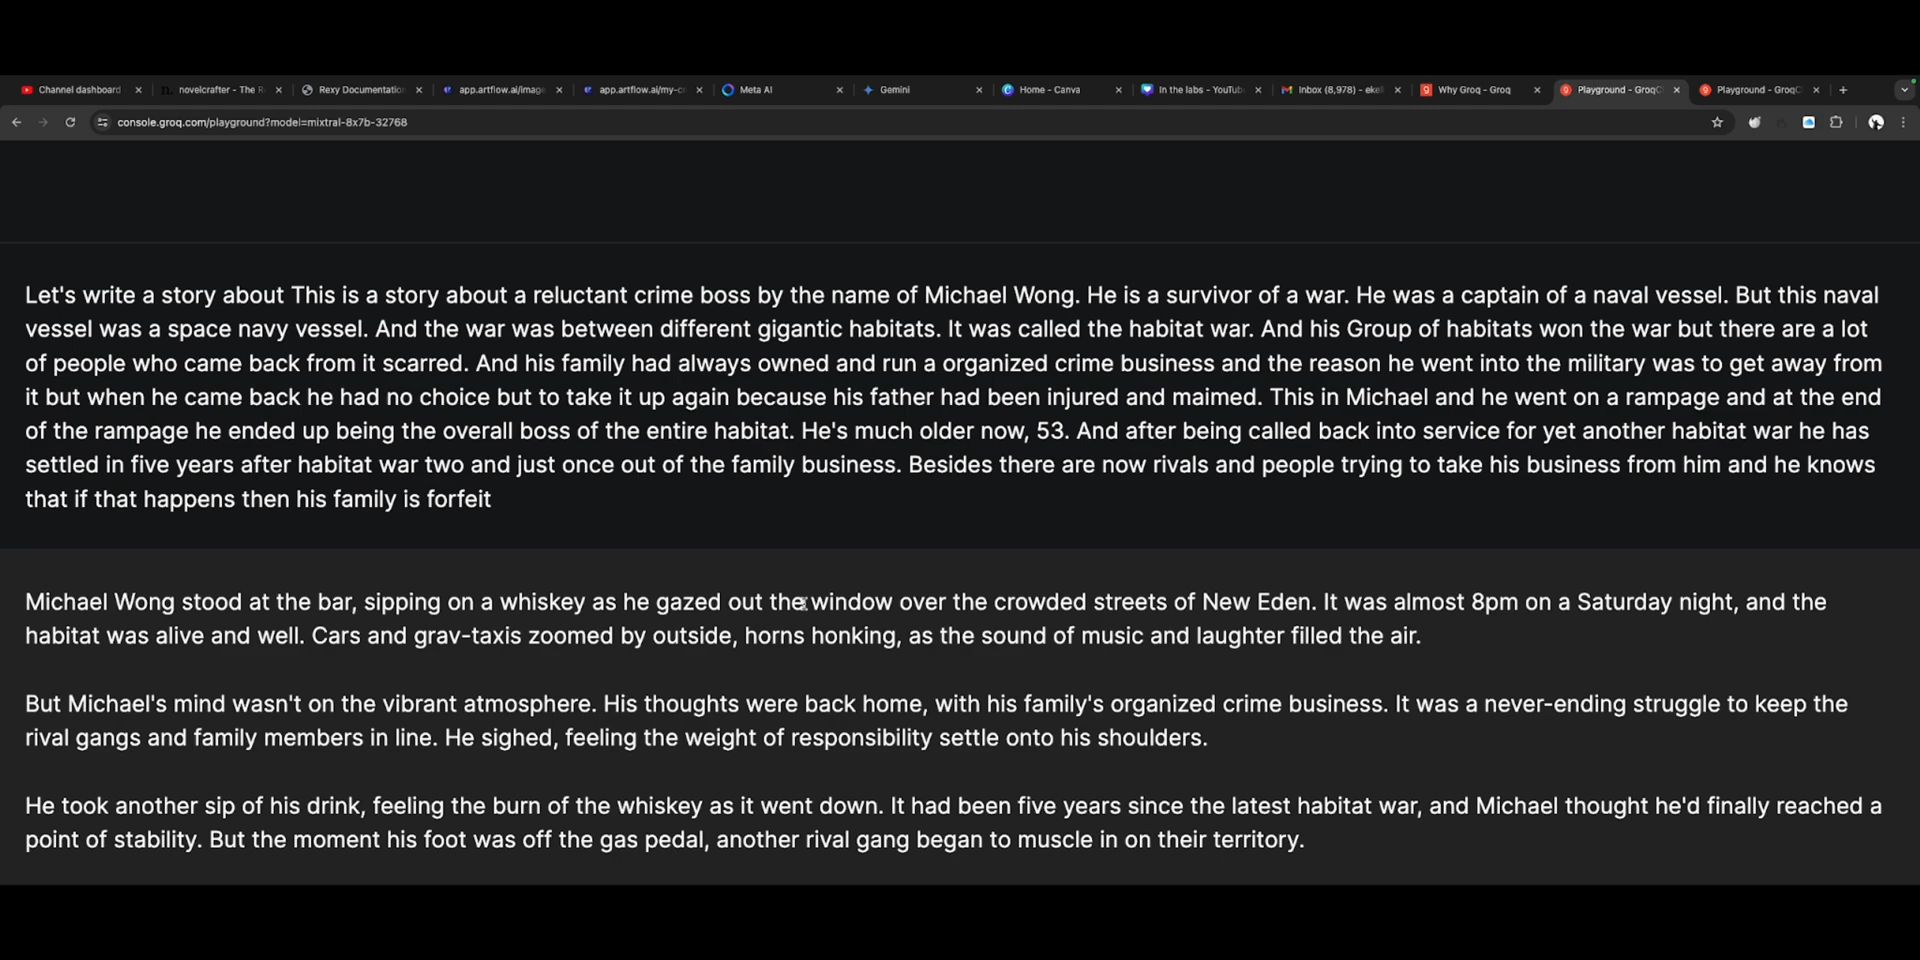 Channel dashboard
novelcrafter - The R
Rexy Documentation
app.artflow.ai/image
app.artflow.ai/my-cr
Meta AI
Gemini
Home - Canva
In the labs - YouTube
Inbox (8,978) - ekel
Why Groq - Groq
Playground - GroqC
Playground - GroqC
console.groq.com/playground?model=mixtral-8x7b-32768
Let's write a story about This is a story about a reluctant crime boss by the name of Michael Wong. He is a survivor of a war. He was a captain of a naval vessel. But this naval
vessel was a space navy vessel. And the war was between different gigantic habitats. It was called the habitat war. And his Group of habitats won the war but there are a lot
of people who came back from it scarred. And his family had always owned and run a organized crime business and the reason he went into the military was to get away from
it but when he came back he had no choice but to take it up again because his father had been injured and maimed. This in Michael and he went on a rampage and at the end
of the rampage he ended up being the overall boss of the entire habitat. He's much older now, 53. And after being called back into service for yet another habitat war he has
settled in five years after habitat war two and just once out of the family business. Besides there are now rivals and people trying to take his business from him and he knows
that if that happens then his family is forfeit
Michael Wong stood at the bar, sipping on a whiskey as he gazed out the window over the crowded streets of New Eden. It was almost 8pm on a Saturday night, and the
habitat was alive and well. Cars and grav-taxis zoomed by outside, horns honking, as the sound of music and laughter filled the air.
But Michael's mind wasn't on the vibrant atmosphere. His thoughts were back home, with his family's organized crime business. It was a never-ending struggle to keep the
rival gangs and family members in line. He sighed, feeling the weight of responsibility settle onto his shoulders.
He took another sip of his drink, feeling the burn of the whiskey as it went down. It had been five years since the latest habitat war, and Michael thought he'd finally reached a
point of stability. But the moment his foot was off the gas pedal, another rival gang began to muscle in on their territory.